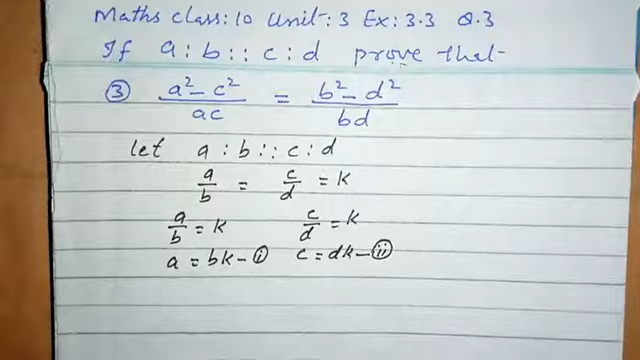 Maths class: 10 Unit: 3 Ex: 3.3 Q.3
If a : b :: c : d prove that
③ (a² - c²)/ac = (b² - d²)/bd
let a : b :: c : d
a/b = c/d = K
a/b = K c/d = K
a = bK - ⓘ c = dK - ⓘⓘ